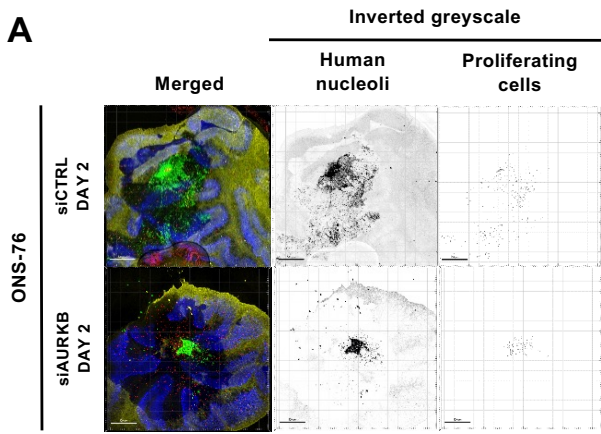 A
Inverted greyscale
Merged
Human
nucleoli
Proliferating
cells
ONS-76
siCTRL
DAY 2
siAURKB
DAY 2